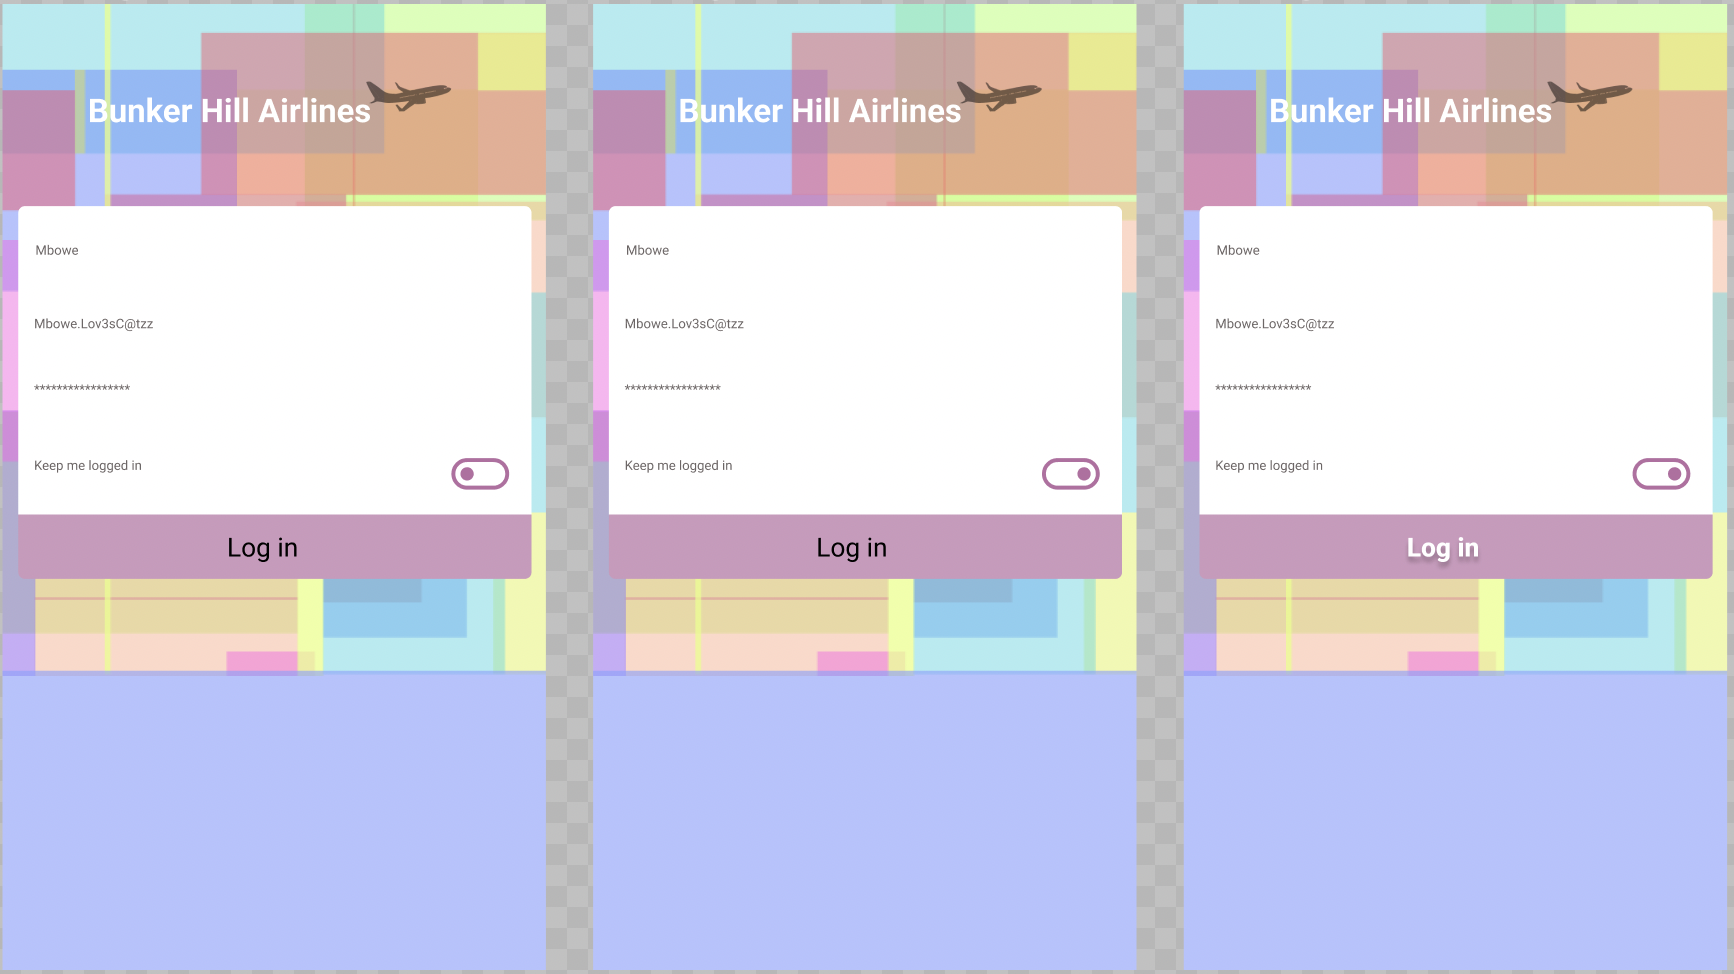 Bunker Hill Airlines
Mbowe
Mbowe.Lov3sC@tzz
*****************
Keep me logged in
Log in
Bunker Hill Airlines
Mbowe
Mbowe.Lov3sC@tzz
*****************
Keep me logged in
Log in
Bunker Hill Airlines
Mbowe
Mbowe.Lov3sC@tzz
*****************
Keep me logged in
Log in